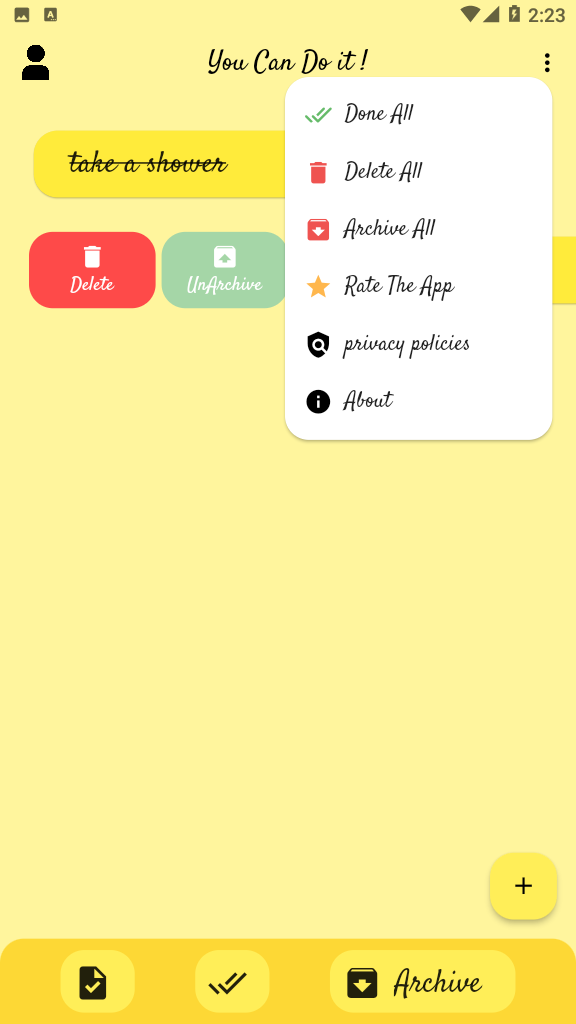 2:23
You Can Do it !
Done All
take a shower
Delete All
Archive All
Delete
UnArchive
Rate The App
privacy policies
About
+
Archive